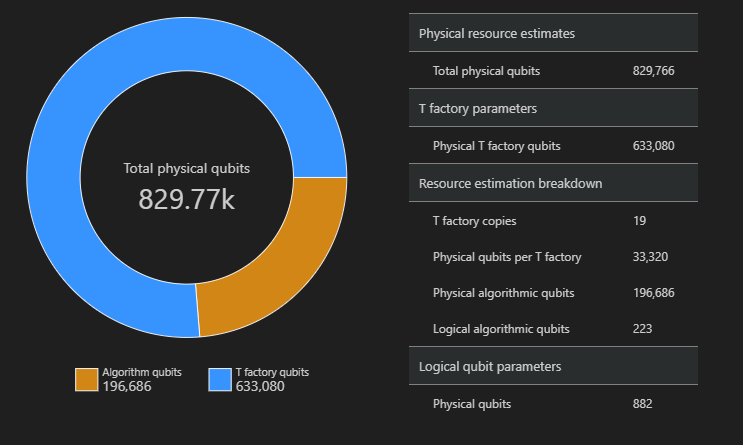 Total physical qubits
829.77k
Algorithm qubits
196,686
T factory qubits
633,080
Physical resource estimates
Total physical qubits 829,766
T factory parameters
Physical T factory qubits 633,080
Resource estimation breakdown
T factory copies 19
Physical qubits per T factory 33,320
Physical algorithmic qubits 196,686
Logical algorithmic qubits 223
Logical qubit parameters
Physical qubits 882